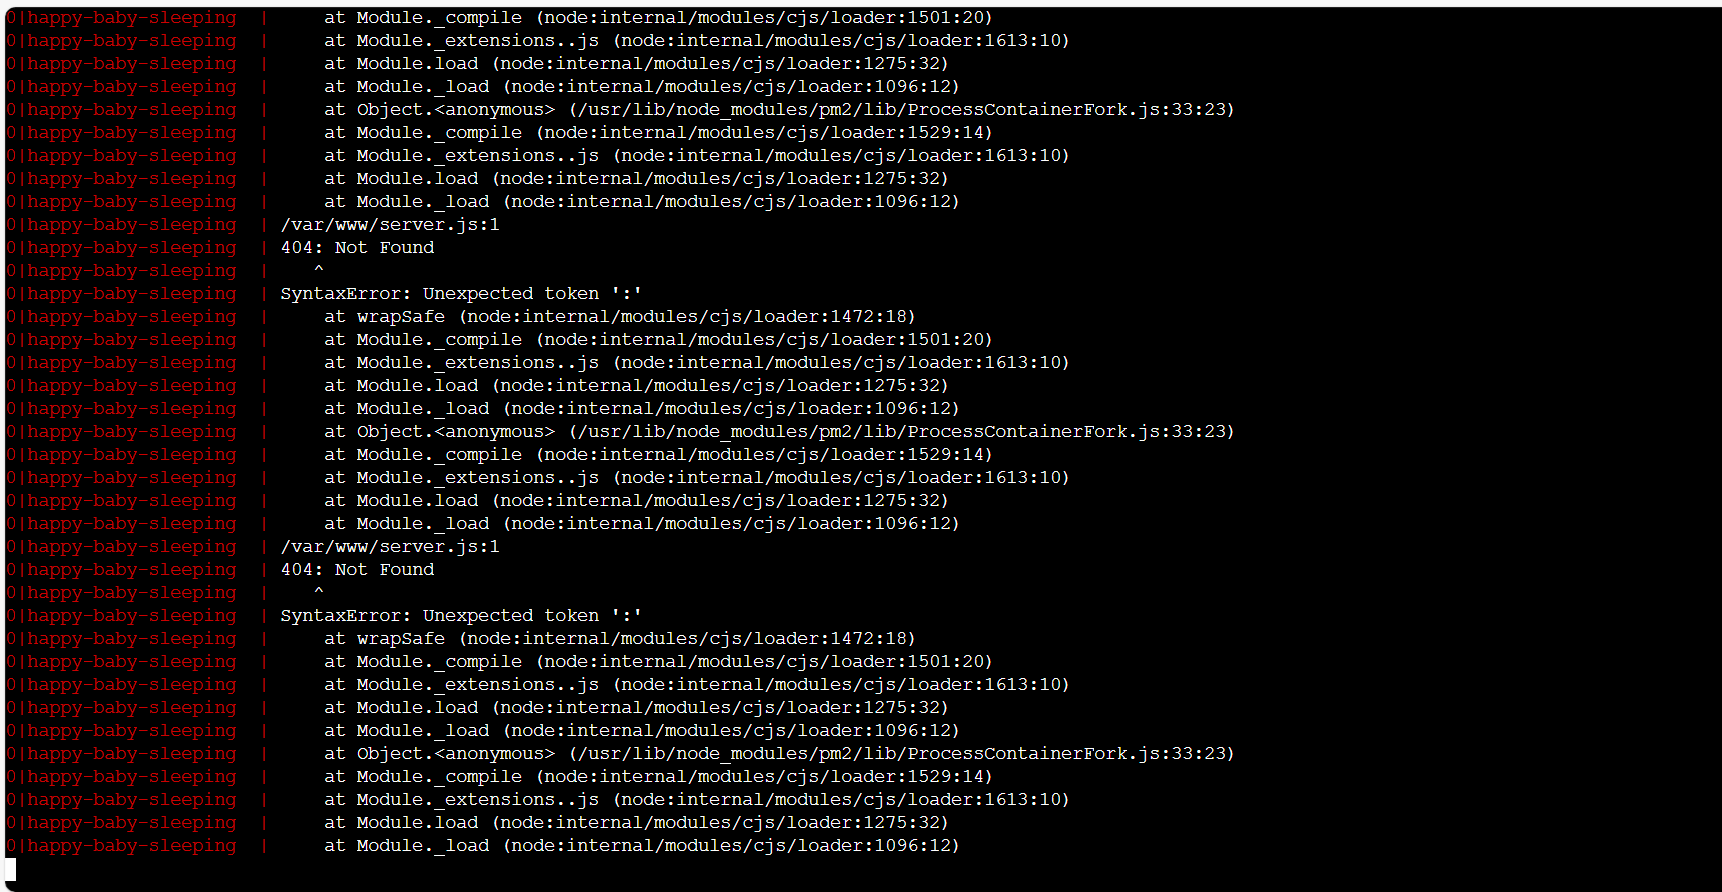 0|happy-baby-sleeping  |     at Module._compile (node:internal/modules/cjs/loader:1501:20)
0|happy-baby-sleeping  |     at Module._extensions..js (node:internal/modules/cjs/loader:1613:10)
0|happy-baby-sleeping  |     at Module.load (node:internal/modules/cjs/loader:1275:32)
0|happy-baby-sleeping  |     at Module._load (node:internal/modules/cjs/loader:1096:12)
0|happy-baby-sleeping  |     at Object.<anonymous> (/usr/lib/node_modules/pm2/lib/ProcessContainerFork.js:33:23)
0|happy-baby-sleeping  |     at Module._compile (node:internal/modules/cjs/loader:1529:14)
0|happy-baby-sleeping  |     at Module._extensions..js (node:internal/modules/cjs/loader:1613:10)
0|happy-baby-sleeping  |     at Module.load (node:internal/modules/cjs/loader:1275:32)
0|happy-baby-sleeping  |     at Module._load (node:internal/modules/cjs/loader:1096:12)
0|happy-baby-sleeping  | /var/www/server.js:1
0|happy-baby-sleeping  | 404: Not Found
0|happy-baby-sleeping  |    ^
0|happy-baby-sleeping  | SyntaxError: Unexpected token ':'
0|happy-baby-sleeping  |     at wrapSafe (node:internal/modules/cjs/loader:1472:18)
0|happy-baby-sleeping  |     at Module._compile (node:internal/modules/cjs/loader:1501:20)
0|happy-baby-sleeping  |     at Module._extensions..js (node:internal/modules/cjs/loader:1613:10)
0|happy-baby-sleeping  |     at Module.load (node:internal/modules/cjs/loader:1275:32)
0|happy-baby-sleeping  |     at Module._load (node:internal/modules/cjs/loader:1096:12)
0|happy-baby-sleeping  |     at Object.<anonymous> (/usr/lib/node_modules/pm2/lib/ProcessContainerFork.js:33:23)
0|happy-baby-sleeping  |     at Module._compile (node:internal/modules/cjs/loader:1529:14)
0|happy-baby-sleeping  |     at Module._extensions..js (node:internal/modules/cjs/loader:1613:10)
0|happy-baby-sleeping  |     at Module.load (node:internal/modules/cjs/loader:1275:32)
0|happy-baby-sleeping  |     at Module._load (node:internal/modules/cjs/loader:1096:12)
0|happy-baby-sleeping  | /var/www/server.js:1
0|happy-baby-sleeping  | 404: Not Found
0|happy-baby-sleeping  |    ^
0|happy-baby-sleeping  | SyntaxError: Unexpected token ':'
0|happy-baby-sleeping  |     at wrapSafe (node:internal/modules/cjs/loader:1472:18)
0|happy-baby-sleeping  |     at Module._compile (node:internal/modules/cjs/loader:1501:20)
0|happy-baby-sleeping  |     at Module._extensions..js (node:internal/modules/cjs/loader:1613:10)
0|happy-baby-sleeping  |     at Module.load (node:internal/modules/cjs/loader:1275:32)
0|happy-baby-sleeping  |     at Module._load (node:internal/modules/cjs/loader:1096:12)
0|happy-baby-sleeping  |     at Object.<anonymous> (/usr/lib/node_modules/pm2/lib/ProcessContainerFork.js:33:23)
0|happy-baby-sleeping  |     at Module._compile (node:internal/modules/cjs/loader:1529:14)
0|happy-baby-sleeping  |     at Module._extensions..js (node:internal/modules/cjs/loader:1613:10)
0|happy-baby-sleeping  |     at Module.load (node:internal/modules/cjs/loader:1275:32)
0|happy-baby-sleeping  |     at Module._load (node:internal/modules/cjs/loader:1096:12)